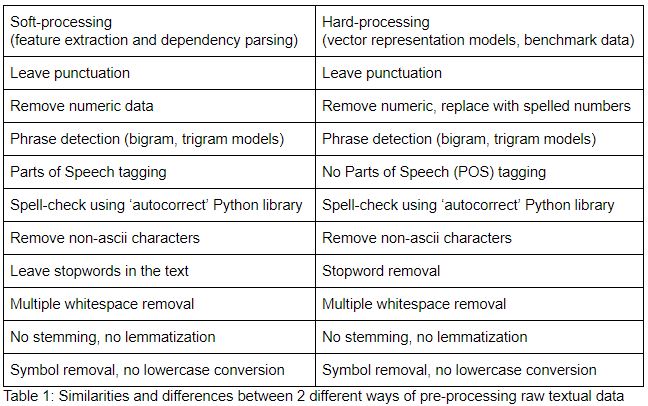 Soft-processing
(feature extraction and dependency parsing)
Hard-processing
(vector representation models, benchmark data)
Leave punctuation
Leave punctuation
Remove numeric data
Remove numeric, replace with spelled numbers
Phrase detection (bigram, trigram models)
Phrase detection (bigram, trigram models)
Parts of Speech tagging
No Parts of Speech (POS) tagging
Spell-check using ‘autocorrect’ Python library
Spell-check using ‘autocorrect’ Python library
Remove non-ascii characters
Remove non-ascii characters
Leave stopwords in the text
Stopword removal
Multiple whitespace removal
Multiple whitespace removal
No stemming, no lemmatization
No stemming, no lemmatization
Symbol removal, no lowercase conversion
Symbol removal, no lowercase conversion
Table 1: Similarities and differences between 2 different ways of pre-processing raw textual data